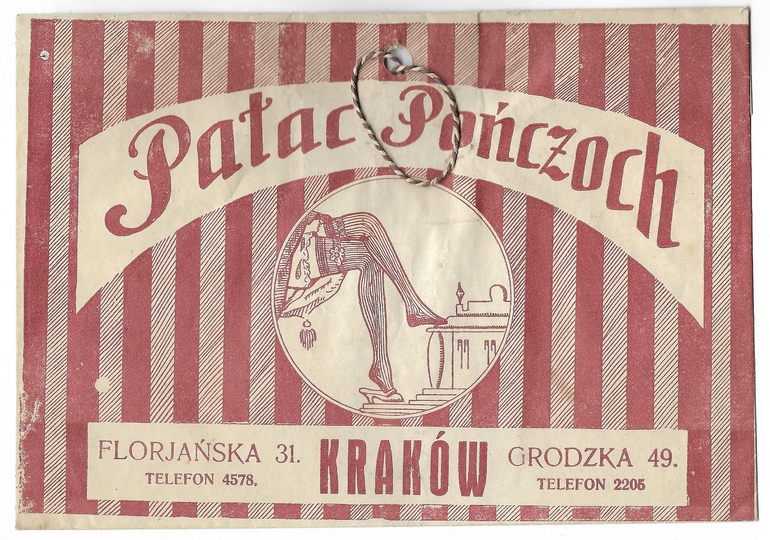 Pałac Pończoch
FLORJAŃSKA 31.
TELEFON 4578.
KRAKÓW
GRODZKA 49.
TELEFON 2205